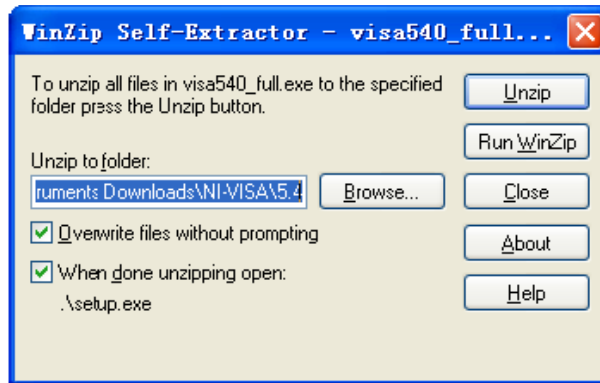 WinZip Self-Extractor - visa540_full...
To unzip all files in visa540_full.exe to the specified
folder press the Unzip button.
Unzip to folder:
ruments Downloads\NI-VISA\5.4
Browse...
Overwrite files without prompting
When done unzipping open:
.\setup.exe
Unzip
Run WinZip
Close
About
Help